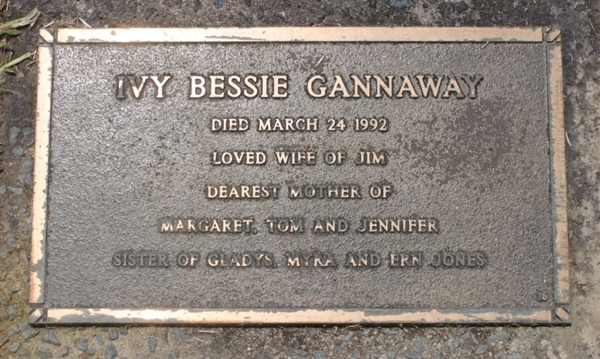 IVY BESSIE GANNAWAY
DIED MARCH 24 1992
LOVED WIFE OF JIM
DEAREST MOTHER OF
MARGARET, TOM AND JENNIFER
SISTER OF GLADYS, MYRA AND ERN JONES
18